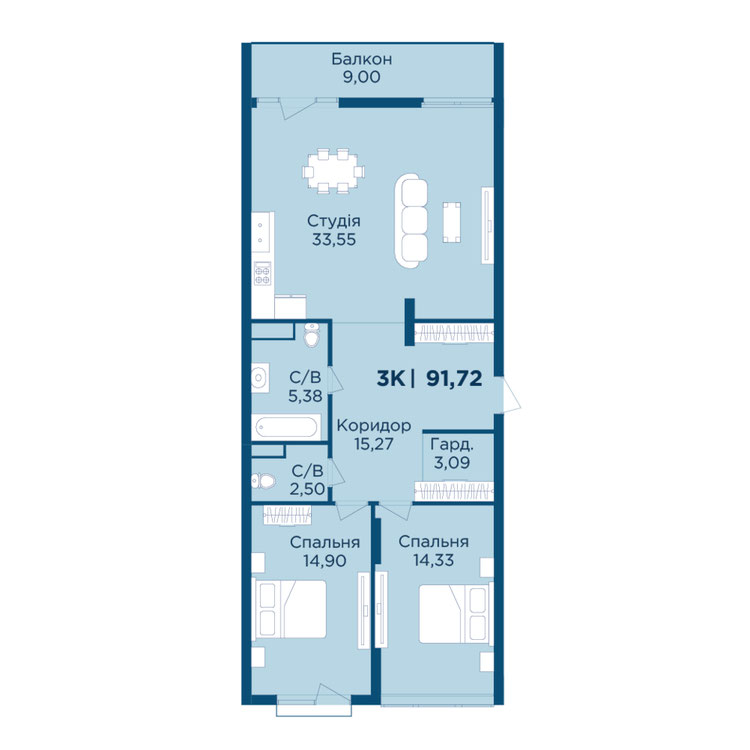 Балкон
9,00
Студія
33,55
3К | 91,72
С/В
5,38
Коридор
15,27
Гард.
3,09
С/В
2,50
Спальня
14,90
Спальня
14,33